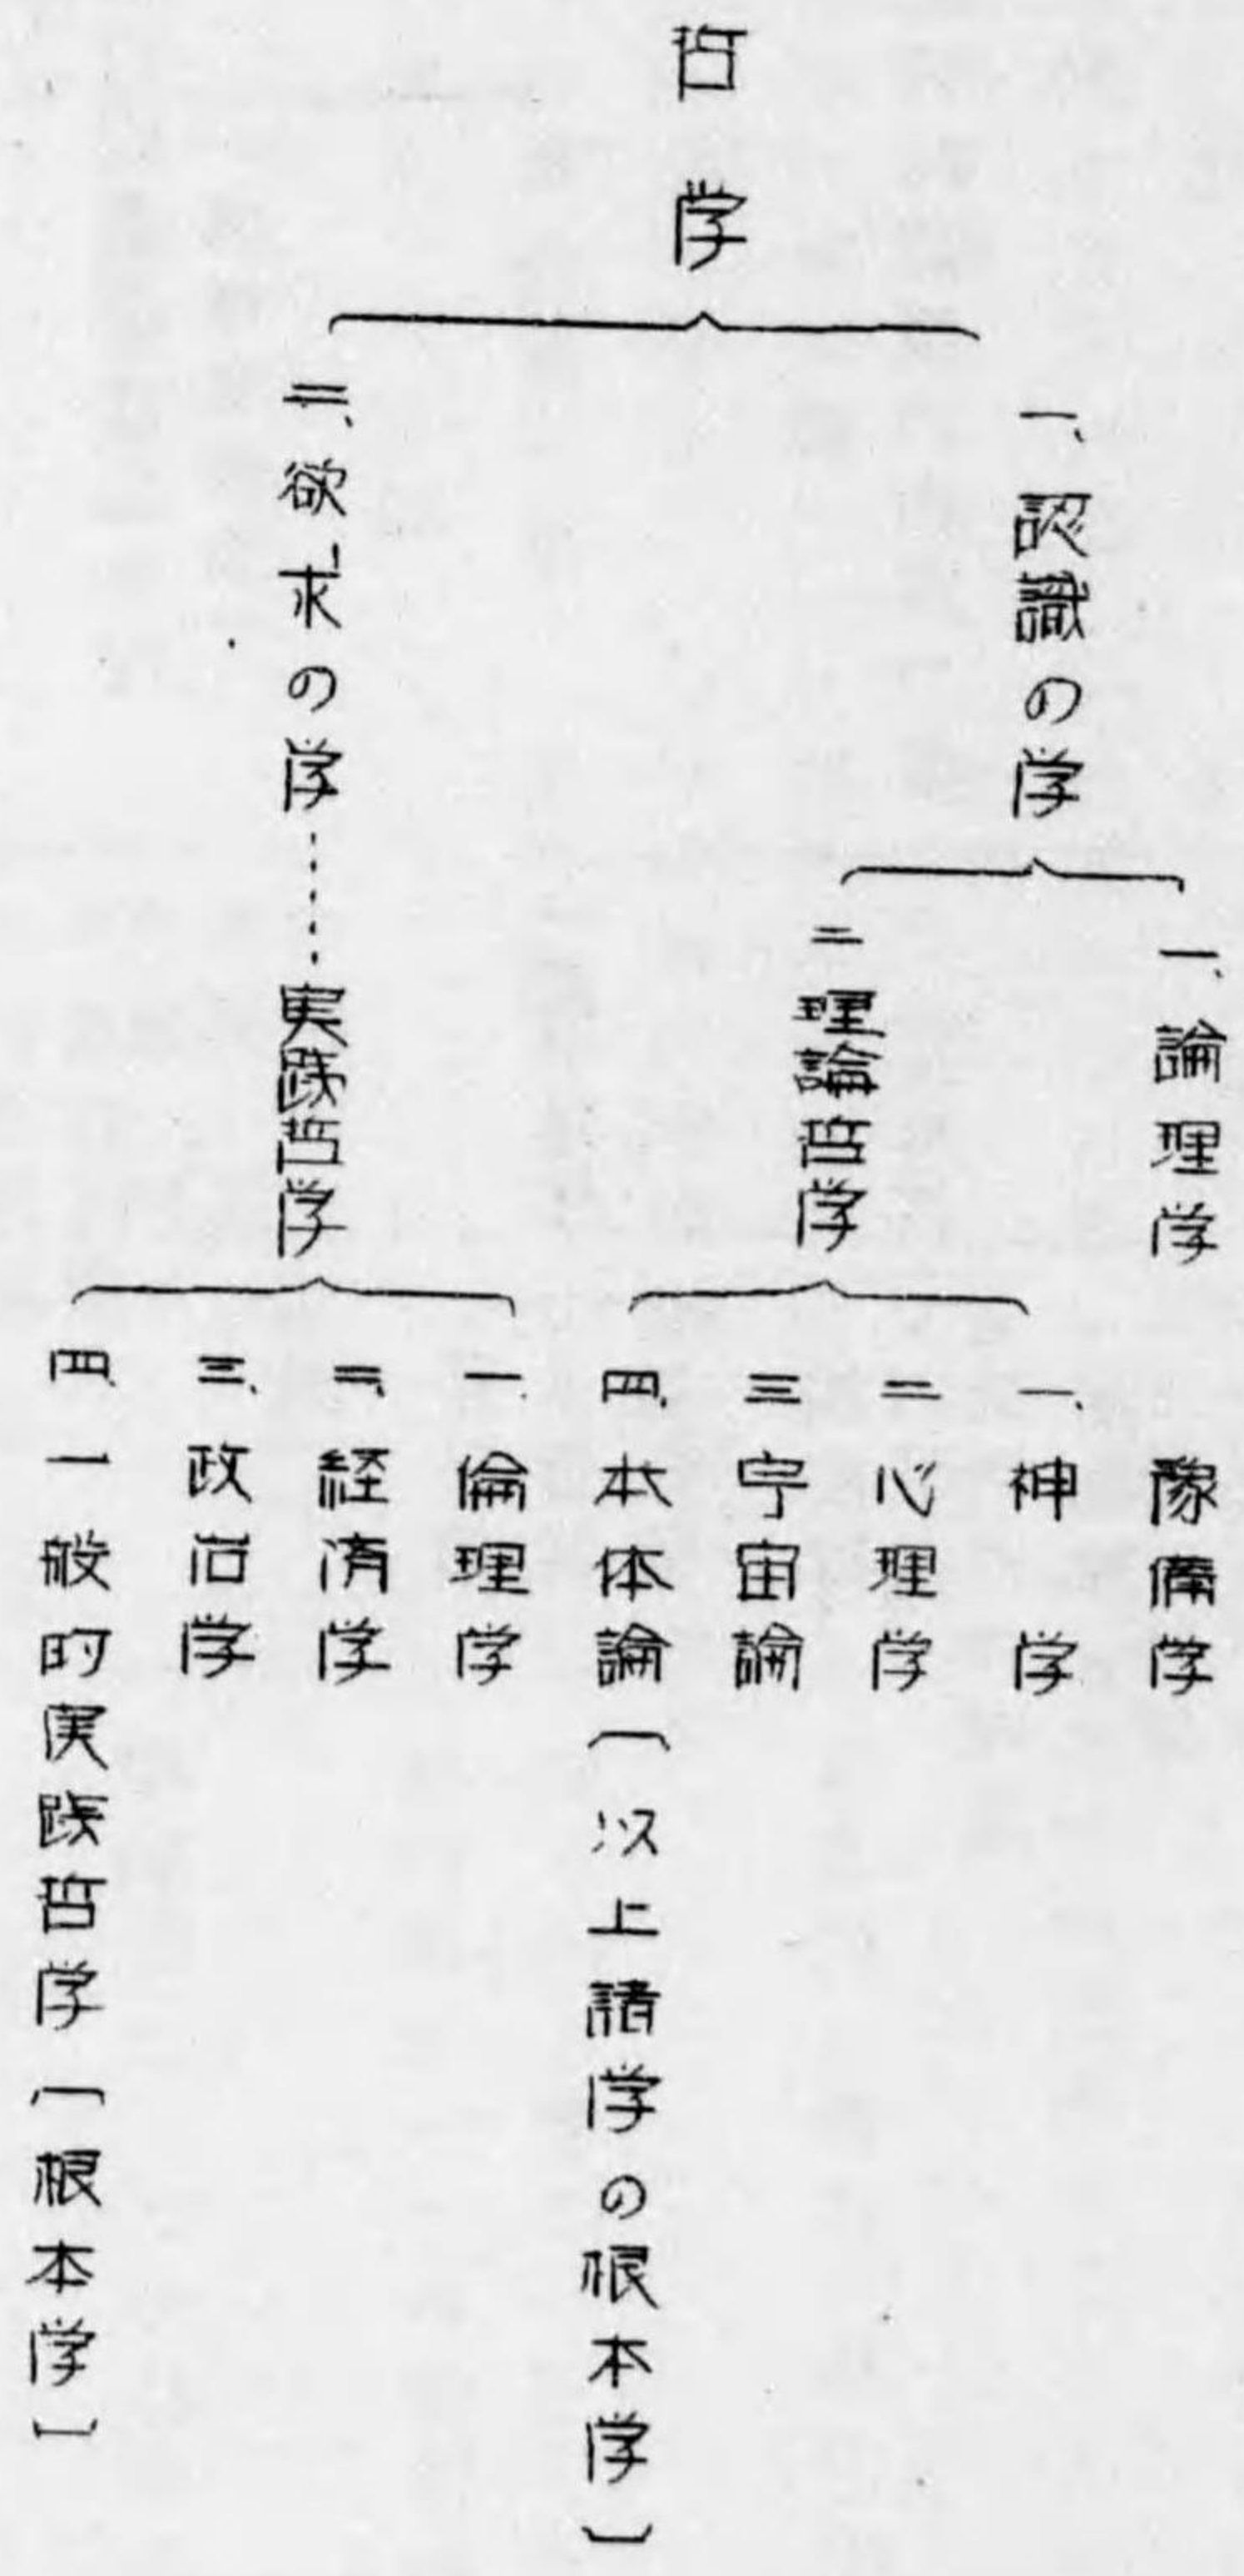 哲学
一、認識の学
一、論理学
豫備学
二 理論哲学
一、神学
二 心理学
三 宇宙論
四、本体論〔以上諸学の根本学〕
二、欲求の学……実践哲学
一、倫理学
二、経済学
三、政治学
四、一般的実践哲学〔根本学〕